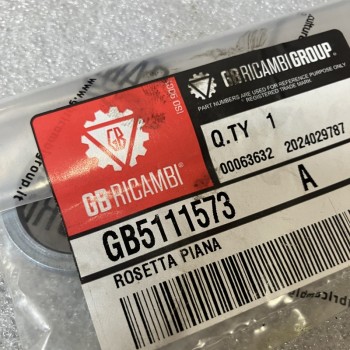 GB RICAMBI GROUP
PART NUMBERS ARE USED FOR REFERENCE PURPOSE ONLY
REGISTERED TRADE MARK
GB
GB RICAMBI®
Q.TY 1
00063632 2024029787
GB5111573
A
ROSETTA PIANA